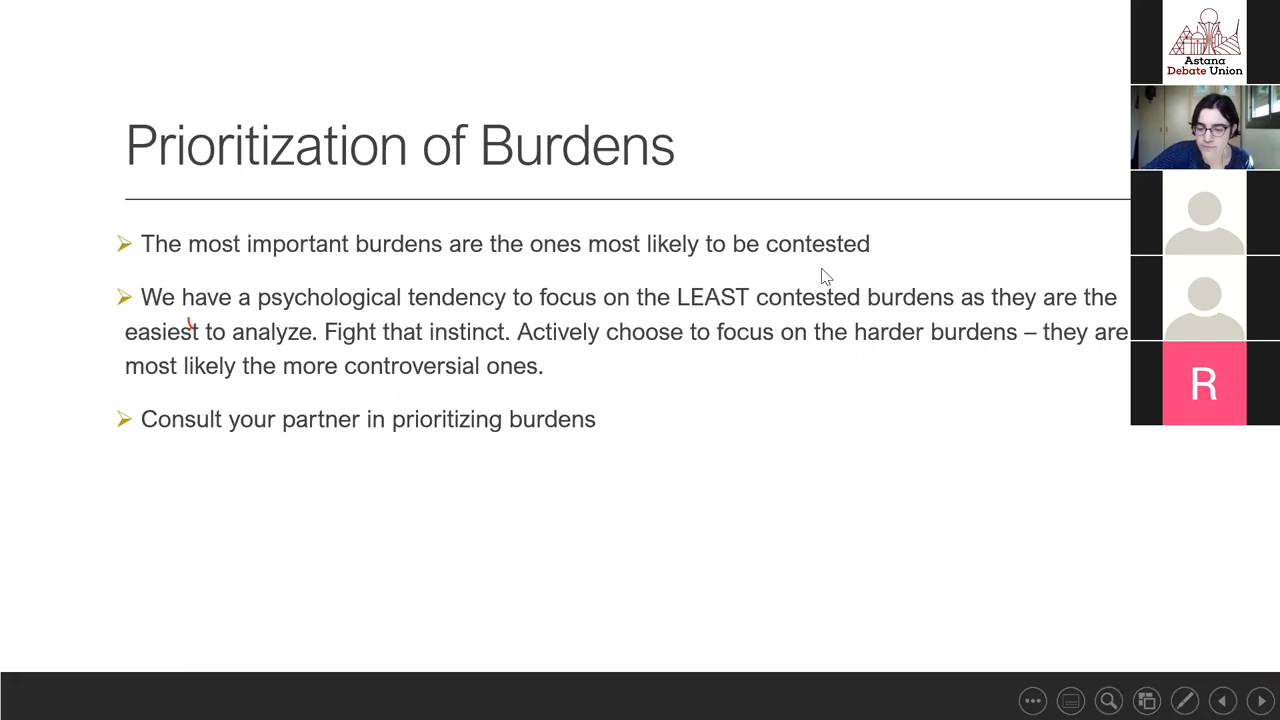 Astana
Debate Union
Prioritization of Burdens
The most important burdens are the ones most likely to be contested
We have a psychological tendency to focus on the LEAST contested burdens as they are the
easiest to analyze. Fight that instinct. Actively choose to focus on the harder burdens – they are
most likely the more controversial ones.
Consult your partner in prioritizing burdens
R